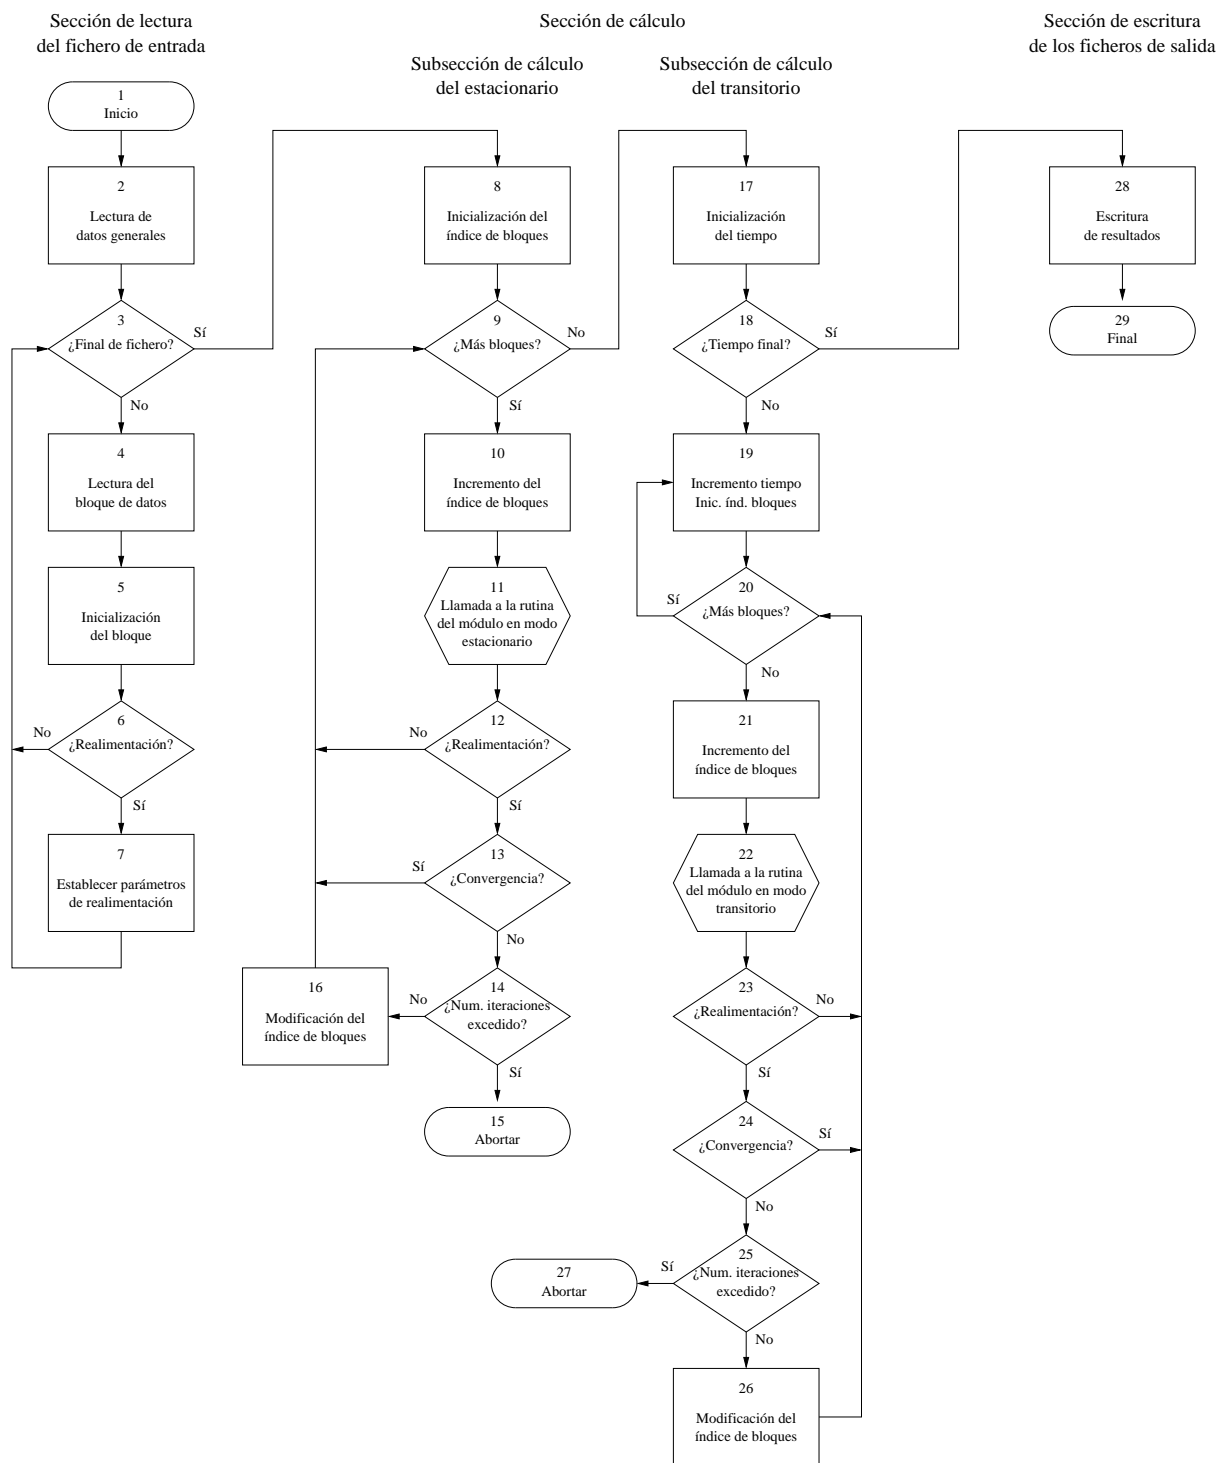 Sección de lectura
del fichero de entrada
Sección de cálculo
Sección de escritura
de los ficheros de salida
Subsección de cálculo
del estacionario
Subsección de cálculo
del transitorio
1
Inicio
2
Lectura de
datos generales
3
¿Final de fichero?
Sí
No
4
Lectura del
bloque de datos
5
Inicialización
del bloque
6
¿Realimentación?
No
Sí
7
Establecer parámetros
de realimentación
8
Inicialización del
índice de bloques
9
¿Más bloques?
No
Sí
10
Incremento del
índice de bloques
11
Llamada a la rutina
del módulo en modo
estacionario
12
¿Realimentación?
No
Sí
13
¿Convergencia?
Sí
No
14
¿Num. iteraciones
excedido?
No
Sí
15
Abortar
16
Modificación del
índice de bloques
17
Inicialización
del tiempo
18
¿Tiempo final?
Sí
No
19
Incremento tiempo
Inic. índ. bloques
20
¿Más bloques?
Sí
No
21
Incremento del
índice de bloques
22
Llamada a la rutina
del módulo en modo
transitorio
23
¿Realimentación?
No
Sí
24
¿Convergencia?
Sí
No
25
¿Num. iteraciones
excedido?
Sí
No
27
Abortar
26
Modificación del
índice de bloques
28
Escritura
de resultados
29
Final